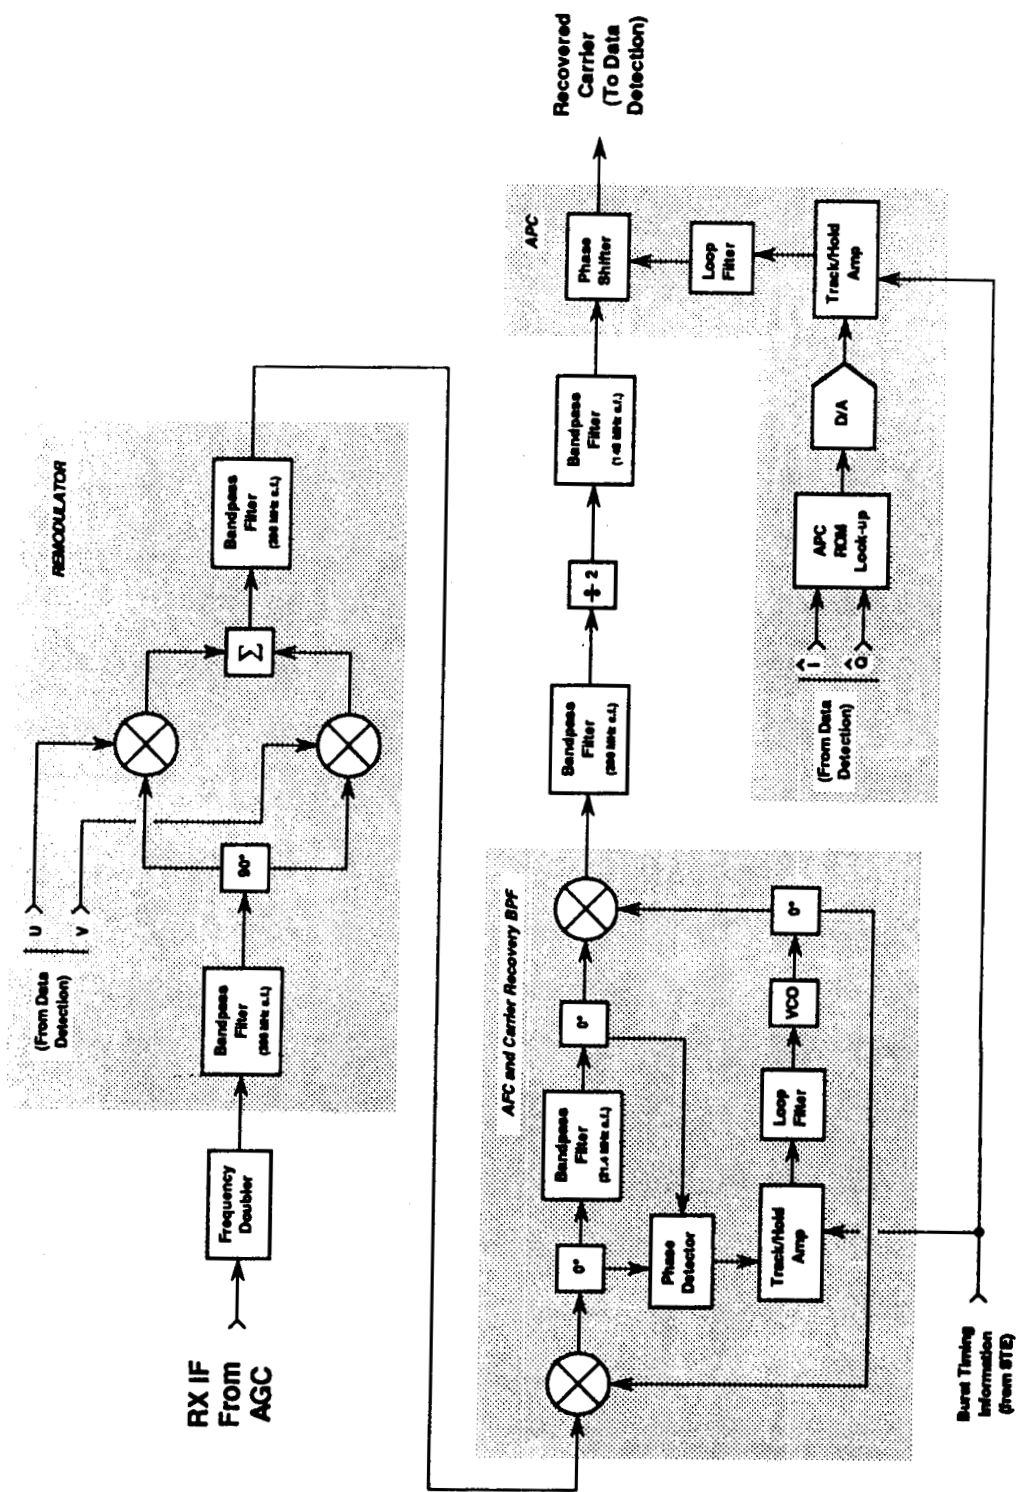 RX IF
From
AGC
Frequency
Doubler
REMODULATOR
(From Data
Detection)
U
V
Bandpass
Filter
90°
Σ
Bandpass
Filter
AFC and Carrier Recovery BPF
0°
Bandpass
Filter
(21.4 MHz c.f.)
0°
Phase
Detector
Track/Hold
Amp
Loop
Filter
VCO
0°
Bandpass
Filter
÷ 2
Bandpass
Filter
APC
Phase
Shifter
Loop
Filter
Track/Hold
Amp
D/A
APC
ROM
Look-up
Î
Q̂
(From Data
Detection)
Recovered
Carrier
(To Data
Detection)
Burst Timing
Information
(from STE)